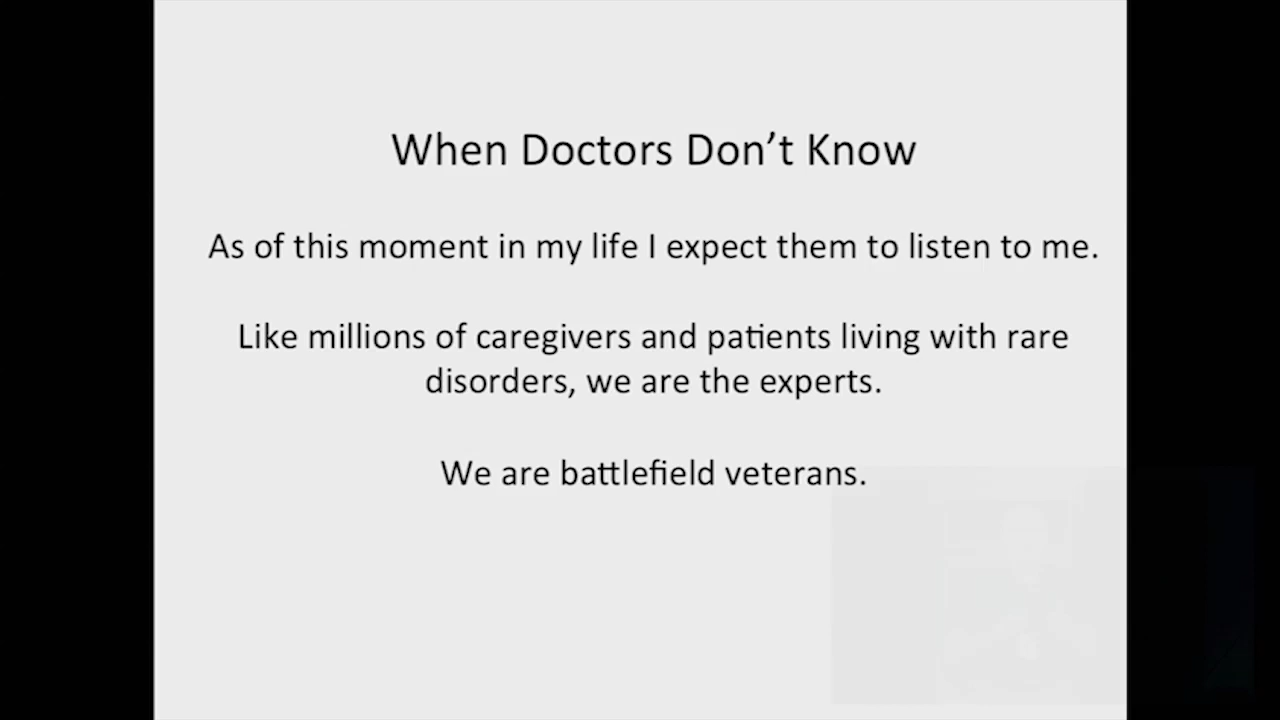 When Doctors Don’t Know
As of this moment in my life I expect them to listen to me.
Like millions of caregivers and patients living with rare
disorders, we are the experts.
We are battlefield veterans.